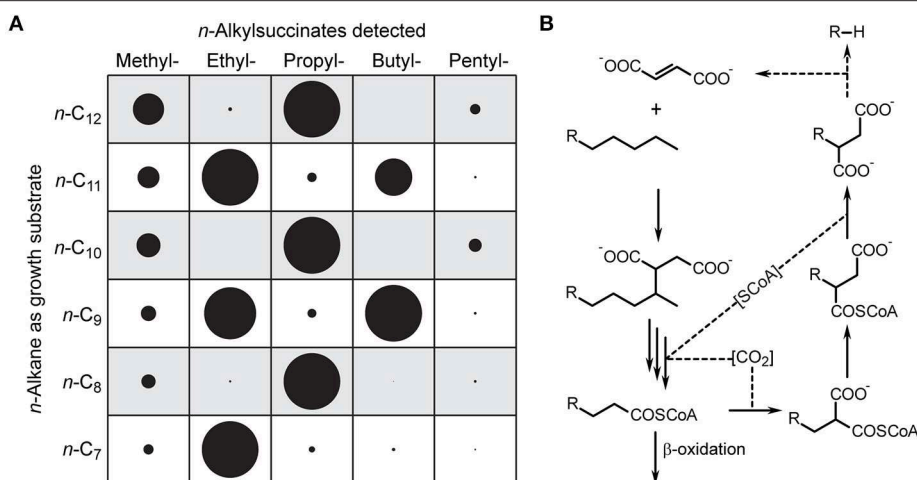 A
n-Alkylsuccinates detected
Methyl- Ethyl- Propyl- Butyl- Pentyl-
n-Alkane as growth substrate
n-C12
n-C11
n-C10
n-C9
n-C8
n-C7
B
R–H
⁻OOC COO⁻
+
R
COO⁻
R
COO⁻
⁻OOC COO⁻
R
[SCoA]
COO⁻
R
COSCoA
[CO2]
R COSCoA
COO⁻
R COSCoA
β-oxidation